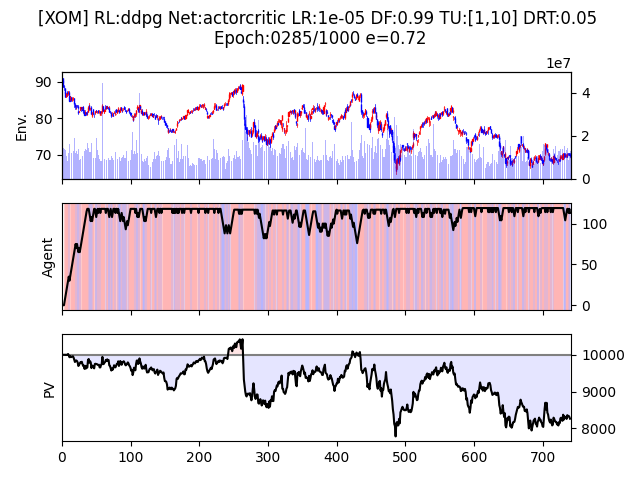 [XOM] RL:ddpg Net:actorcritic LR:1e-05 DF:0.99 TU:[1,10] DRT:0.05
Epoch:0285/1000 e=0.72
1e7
Env.
90
80
70
4
2
0
Agent
100
50
0
PV
10000
9000
8000
0 100 200 300 400 500 600 700